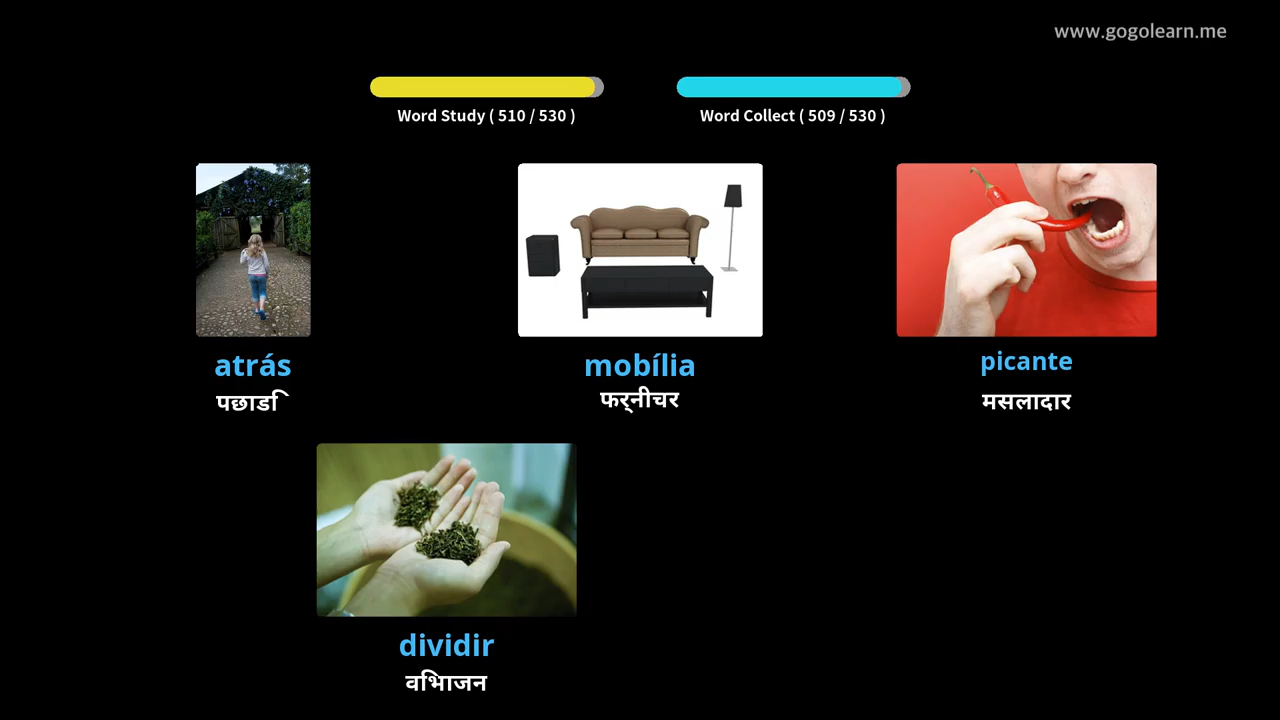 www.gogolearn.me
Word Study ( 510 / 530 )
Word Collect ( 509 / 530 )
atrás
mobília
picante
पछाडि
फर्नीचर
मसलादार
dividir
विभाजन